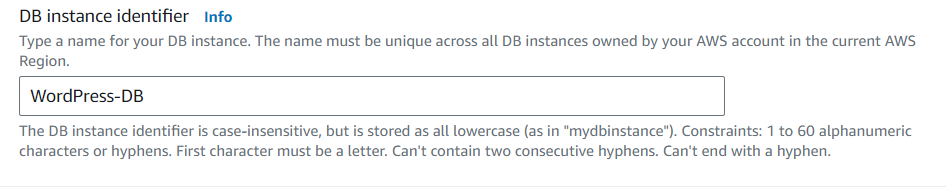 DB instance identifier Info
Type a name for your DB instance. The name must be unique across all DB instances owned by your AWS account in the current AWS
Region.
WordPress-DB
The DB instance identifier is case-insensitive, but is stored as all lowercase (as in "mydbinstance"). Constraints: 1 to 60 alphanumeric
characters or hyphens. First character must be a letter. Can't contain two consecutive hyphens. Can't end with a hyphen.